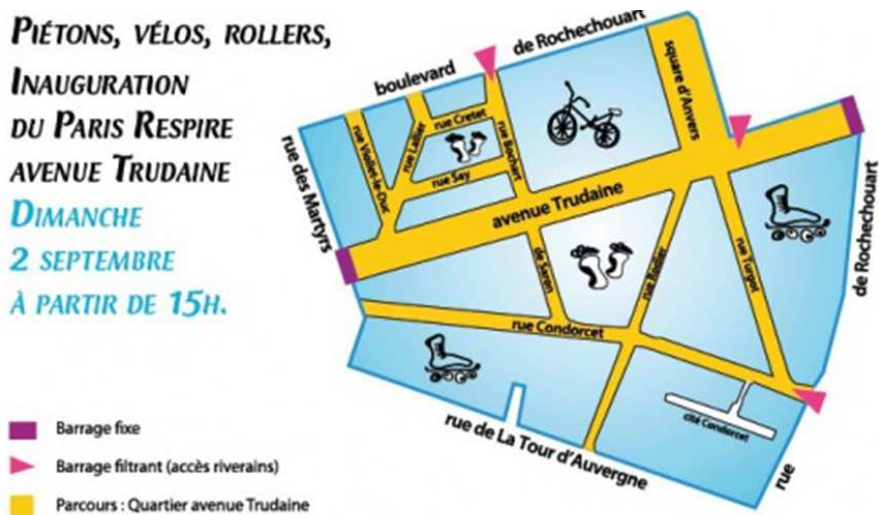 PIÉTONS, VÉLOS, ROLLERS,
INAUGURATION
DU PARIS RESPIRE
AVENUE TRUDAINE
DIMANCHE
2 SEPTEMBRE
À PARTIR DE 15H.
Barrage fixe
Barrage filtrant (accès riverains)
Parcours : Quartier avenue Trudaine
boulevard
de Rochechouart
square d'Anvers
rue des Martyrs
rue Viollet-le-Duc
rue Lallier
rue Cretet
rue Bochart
rue Say
avenue Trudaine
de Rochechouart
de Saren
rue Rodier
rue Turgot
rue Condorcet
cité Condorcet
rue de La Tour d'Auvergne
rue